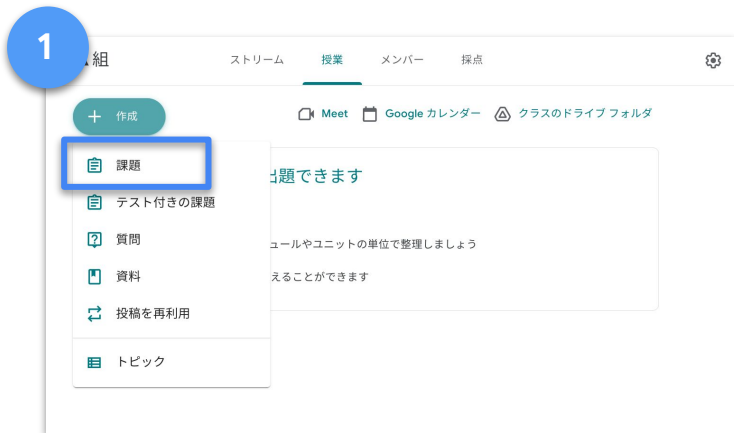 1
組
ストリーム 授業 メンバー 採点
+ 作成
Meet Google カレンダー クラスのドライブ フォルダ
課題
出題できます
テスト付きの課題
質問
ュールやユニットの単位で整理しましょう
資料
えることができます
投稿を再利用
トピック